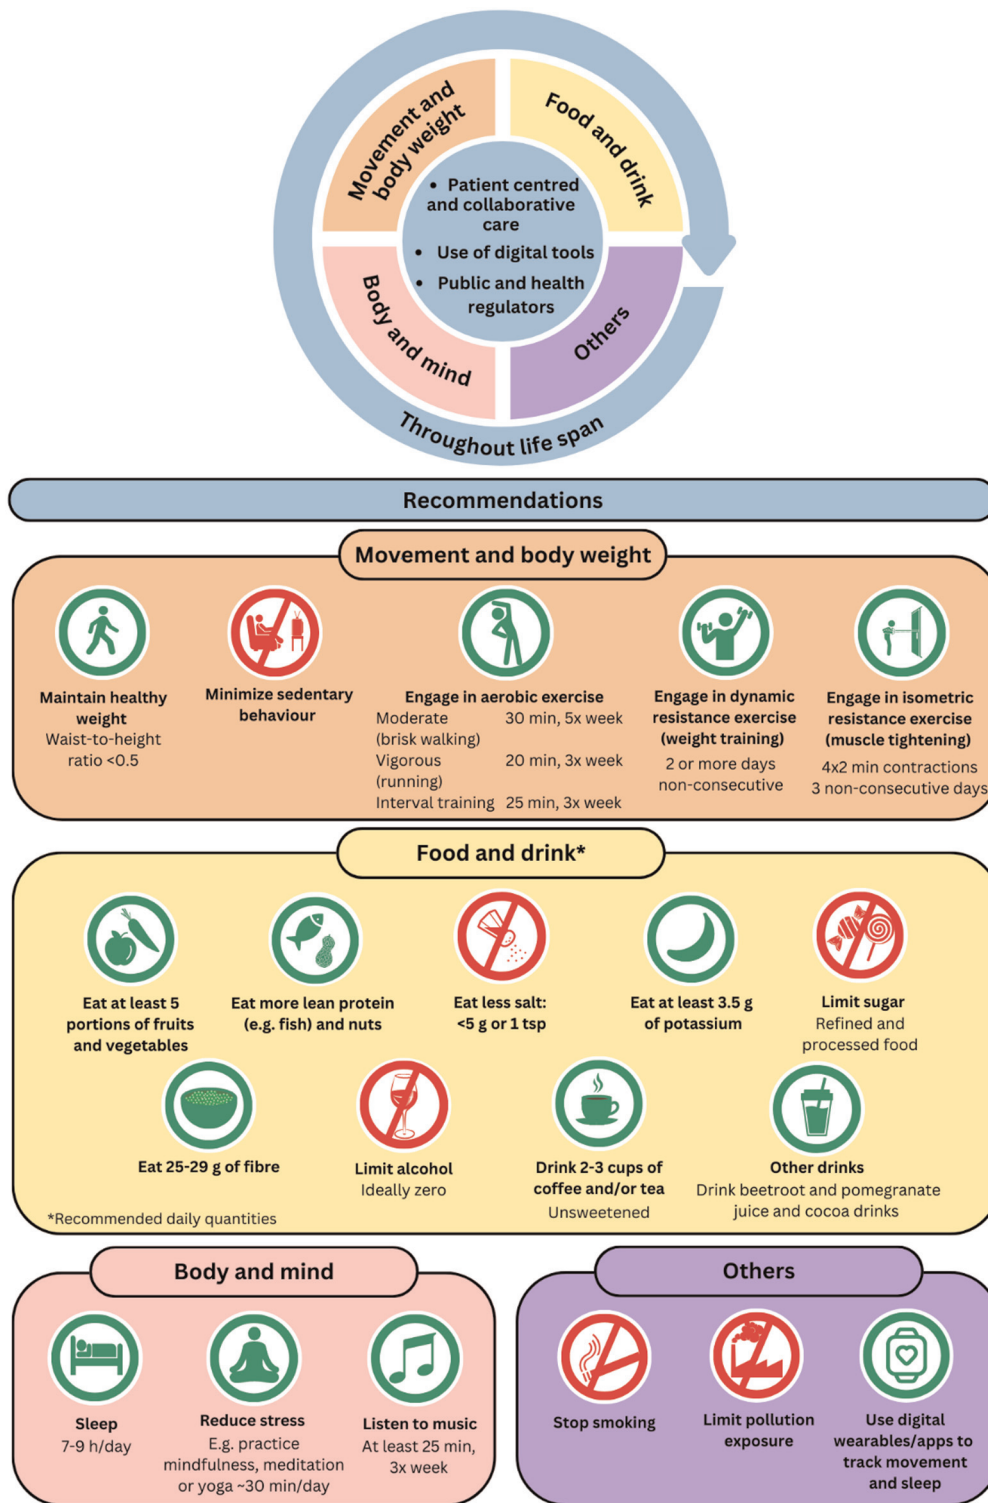 Movement and
body weight
Food and
drink
• Patient centred
and collaborative
care
• Use of digital tools
• Public and health
regulators
Body and mind
Others
Throughout life span
Recommendations
Movement and body weight
Maintain healthy
weight
Waist-to-height
ratio <0.5
Minimize sedentary
behaviour
Engage in aerobic exercise
Moderate 30 min, 5x week
(brisk walking)
Vigorous 20 min, 3x week
(running)
Interval training 25 min, 3x week
Engage in dynamic
resistance exercise
(weight training)
2 or more days
non-consecutive
Engage in isometric
resistance exercise
(muscle tightening)
4x2 min contractions
3 non-consecutive days
Food and drink*
Eat at least 5
portions of fruits
and vegetables
Eat more lean protein
(e.g. fish) and nuts
Eat less salt:
<5 g or 1 tsp
Eat at least 3.5 g
of potassium
Limit sugar
Refined and
processed food
Eat 25-29 g of fibre
Limit alcohol
Ideally zero
Drink 2-3 cups of
coffee and/or tea
Unsweetened
Other drinks
Drink beetroot and pomegranate
juice and cocoa drinks
*Recommended daily quantities
Body and mind
Sleep
7-9 h/day
Reduce stress
E.g. practice
mindfulness, meditation
or yoga ~30 min/day
Listen to music
At least 25 min,
3x week
Others
Stop smoking
Limit pollution
exposure
Use digital
wearables/apps to
track movement
and sleep